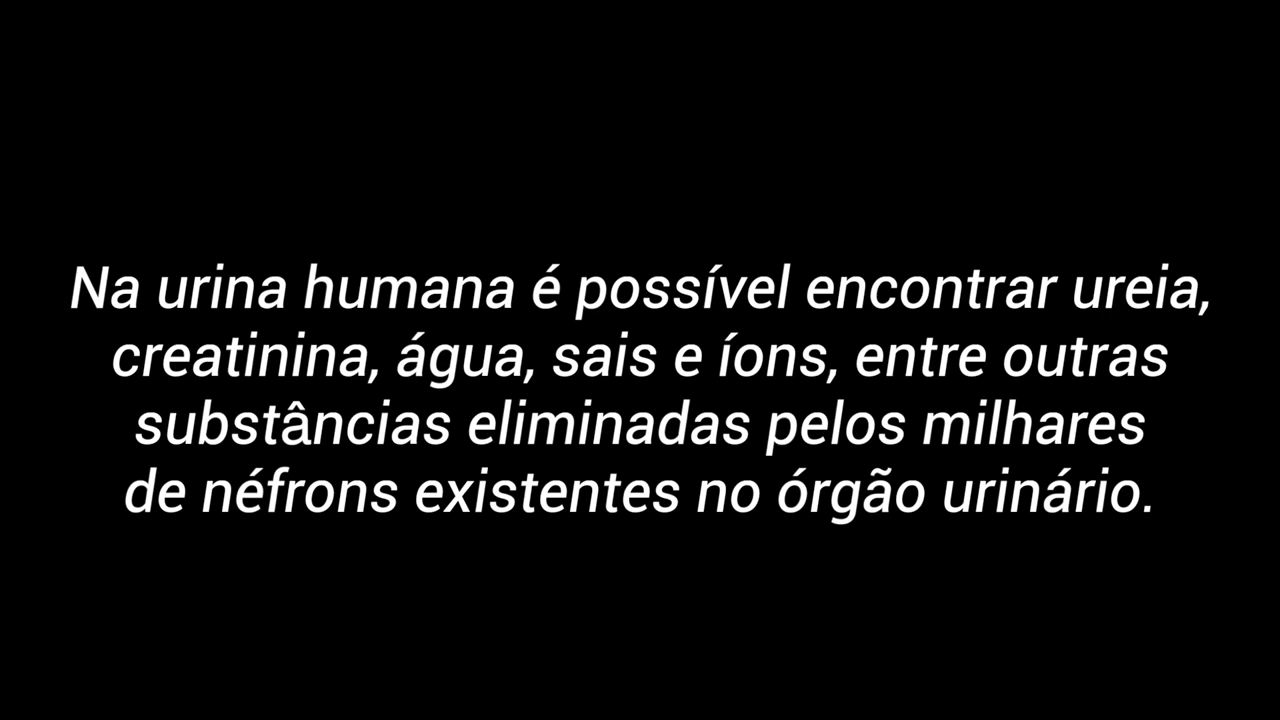 Na urina humana é possível encontrar ureia,
creatinina, água, sais e íons, entre outras
substâncias eliminadas pelos milhares
de néfrons existentes no órgão urinário.